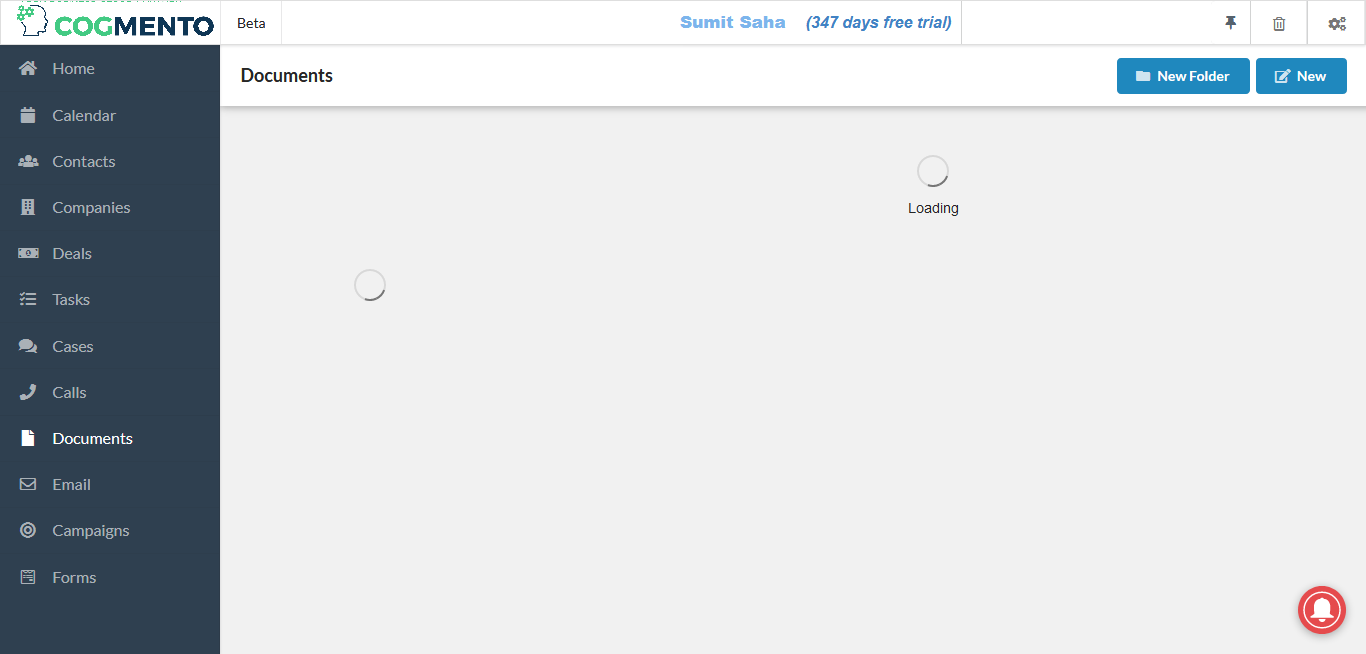 COGMENTO
Beta
Sumit Saha (347 days free trial)
Home
Calendar
Contacts
Companies
Deals
Tasks
Cases
Calls
Documents
Email
Campaigns
Forms
Documents
New Folder
New
Loading